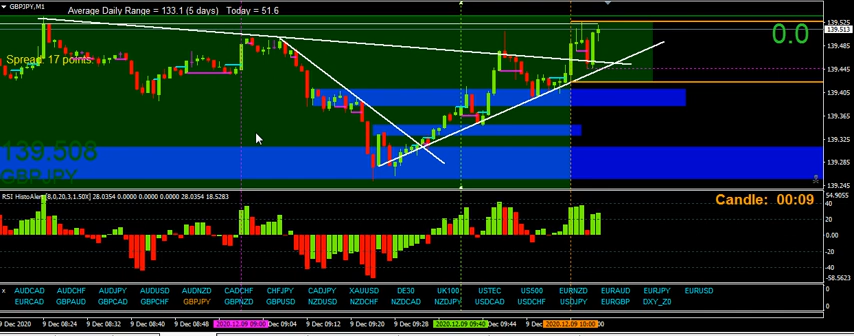 GBPJPY,M1
Average Daily Range = 133.1 (5 days) Today = 51.6
139.525
139.513
0.0
139.485
Spread: 17 points.
139.445
139.405
139.365
139.325
139.508
139.285
GBPJPY
139.245
RSI HistoAlert[8,0,20,3,1.50X] 28.0354 0.0000 0.0000 28.0354 18.5283
54.9055
Candle: 00:09
40
20
0.00
-20
-40
-58.5623
x AUDCAD AUDCHF AUDJPY AUDUSD AUDNZD CADCHF CHFJPY CADJPY XAUUSD DE30 UK100 USTEC US500 EURNZD EURAUD EURJPY EURUSD
0
EURCAD GBPAUD GBPCAD GBPCHF GBPJPY GBPNZD GBPUSD NZDUSD NZDCHF NZDCAD NZDJPY USDCAD USDCHF USDJPY EURGBP DXY_Z0
0
9 Dec 2020 9 Dec 08:24 9 Dec 08:32 9 Dec 08:40 9 Dec 08:48 2020.12.09 09:00 Dec 09:04 9 Dec 09:12 9 Dec 09:20 9 Dec 09:28 2020.12.09 09:40 Dec 09:44 9 Dec 09:52 2020.12.09 10:00